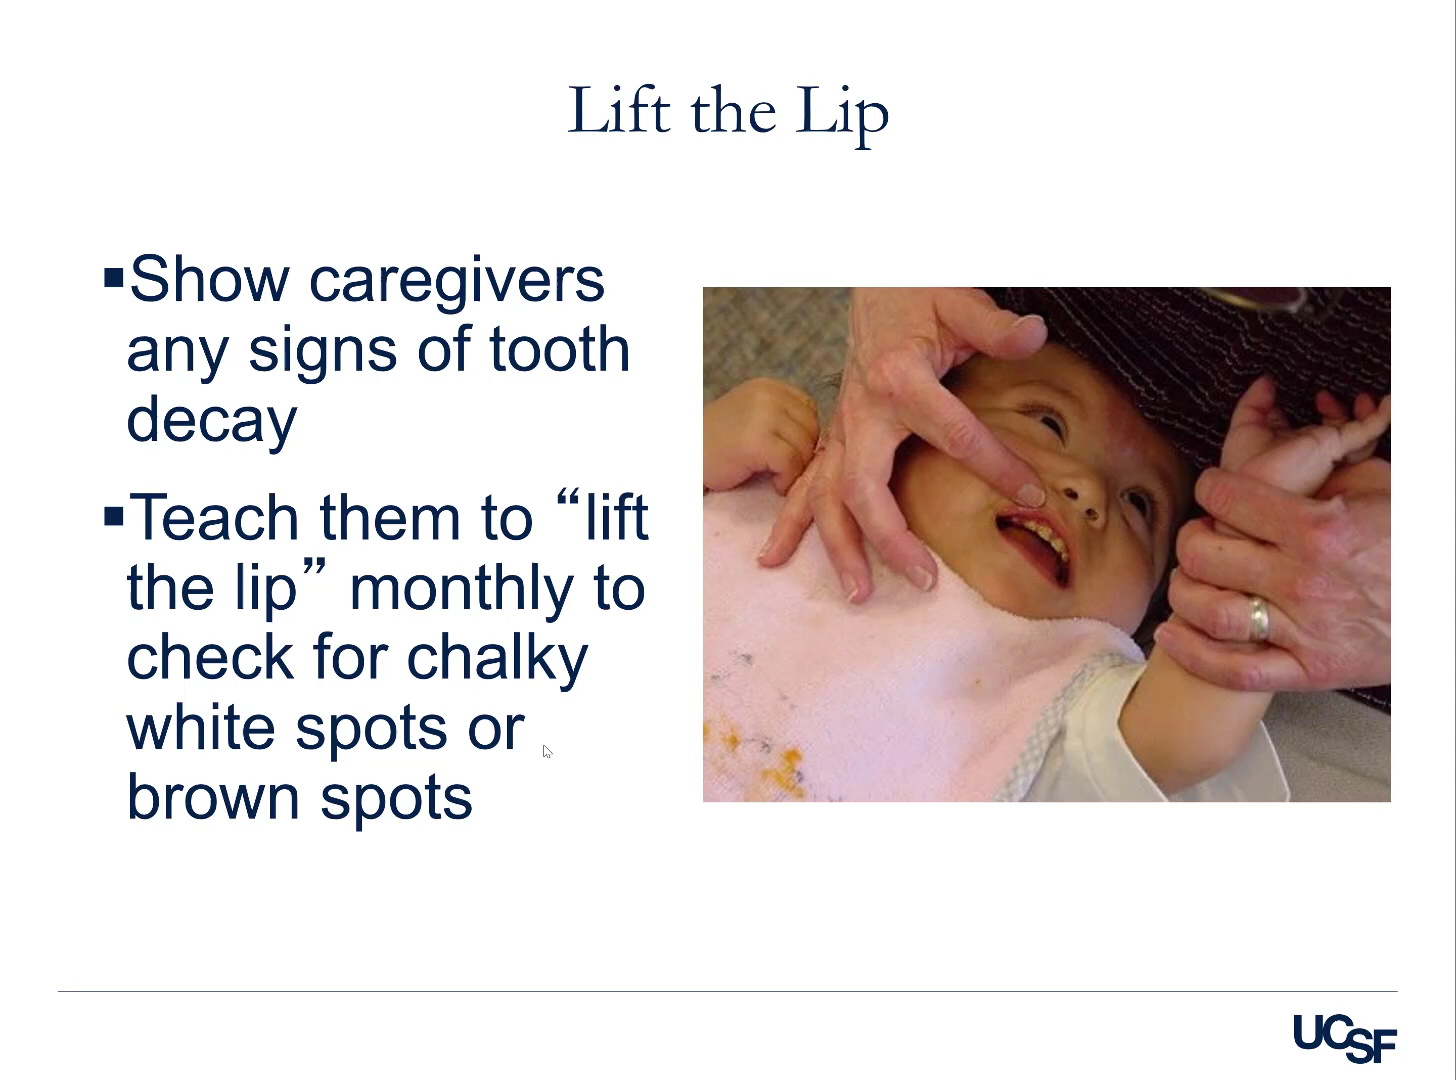 Lift the Lip
▪Show caregivers
any signs of tooth
decay
▪Teach them to “lift
the lip” monthly to
check for chalky
white spots or
brown spots
UCSF